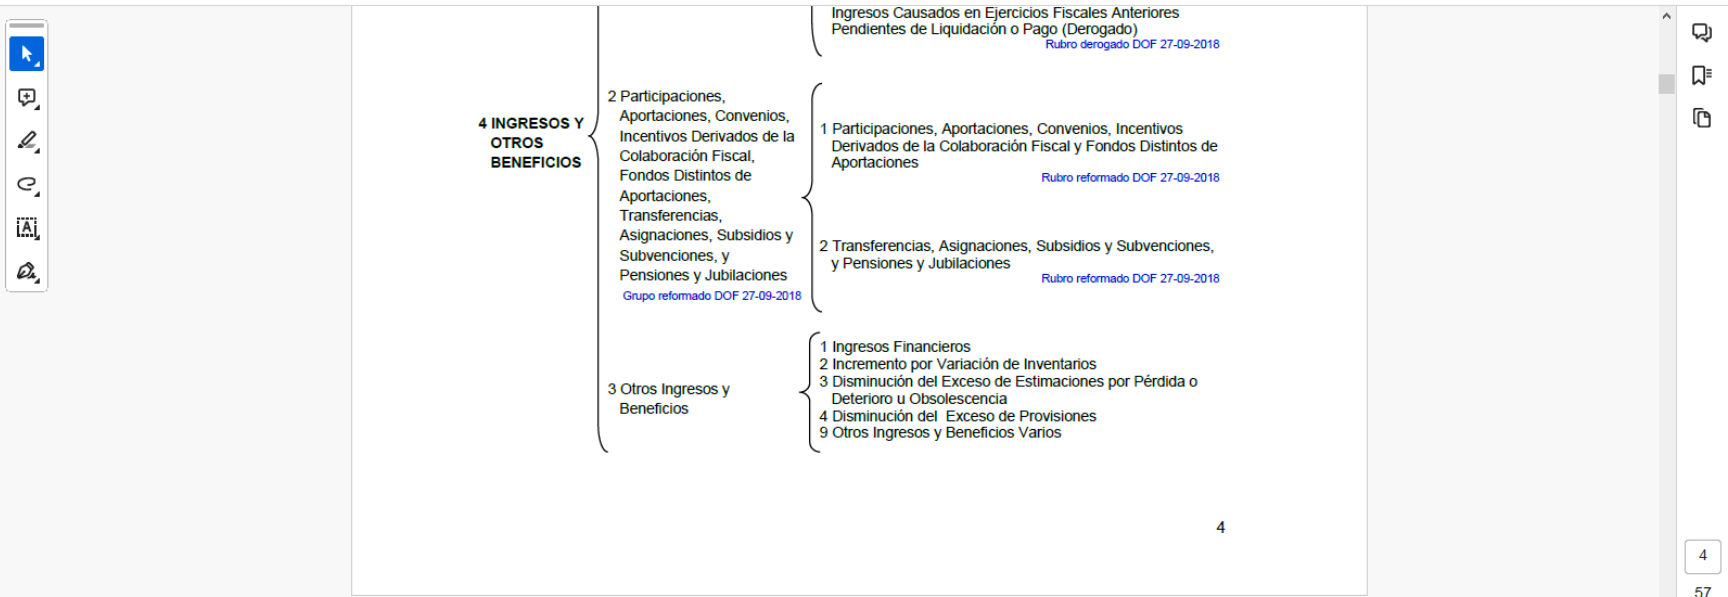 Ingresos Causados en Ejercicios Fiscales Anteriores
Pendientes de Liquidación o Pago (Derogado)
Rubro derogado DOF 27-09-2018
4 INGRESOS Y
OTROS
BENEFICIOS
2 Participaciones,
Aportaciones, Convenios,
Incentivos Derivados de la
Colaboración Fiscal,
Fondos Distintos de
Aportaciones,
Transferencias,
Asignaciones, Subsidios y
Subvenciones, y
Pensiones y Jubilaciones
Grupo reformado DOF 27-09-2018
1 Participaciones, Aportaciones, Convenios, Incentivos
Derivados de la Colaboración Fiscal y Fondos Distintos de
Aportaciones
Rubro reformado DOF 27-09-2018
2 Transferencias, Asignaciones, Subsidios y Subvenciones,
y Pensiones y Jubilaciones
Rubro reformado DOF 27-09-2018
3 Otros Ingresos y
Beneficios
1 Ingresos Financieros
2 Incremento por Variación de Inventarios
3 Disminución del Exceso de Estimaciones por Pérdida o
Deterioro u Obsolescencia
4 Disminución del  Exceso de Provisiones
9 Otros Ingresos y Beneficios Varios
4
4
57